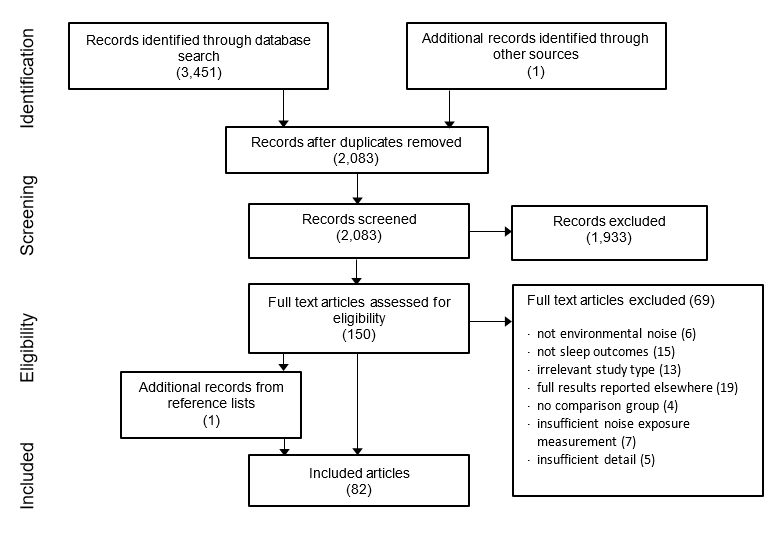 Identification
Records identified through database
search
(3,451)
Additional records identified through
other sources
(1)
Records after duplicates removed
(2,083)
Screening
Records screened
(2,083)
Records excluded
(1,933)
Eligibility
Full text articles assessed for
eligibility
(150)
Full text articles excluded (69)
· not environmental noise (6)
· not sleep outcomes (15)
· irrelevant study type (13)
· full results reported elsewhere (19)
· no comparison group (4)
· insufficient noise exposure
measurement (7)
· insufficient detail (5)
Additional records from
reference lists
(1)
Included
Included articles
(82)